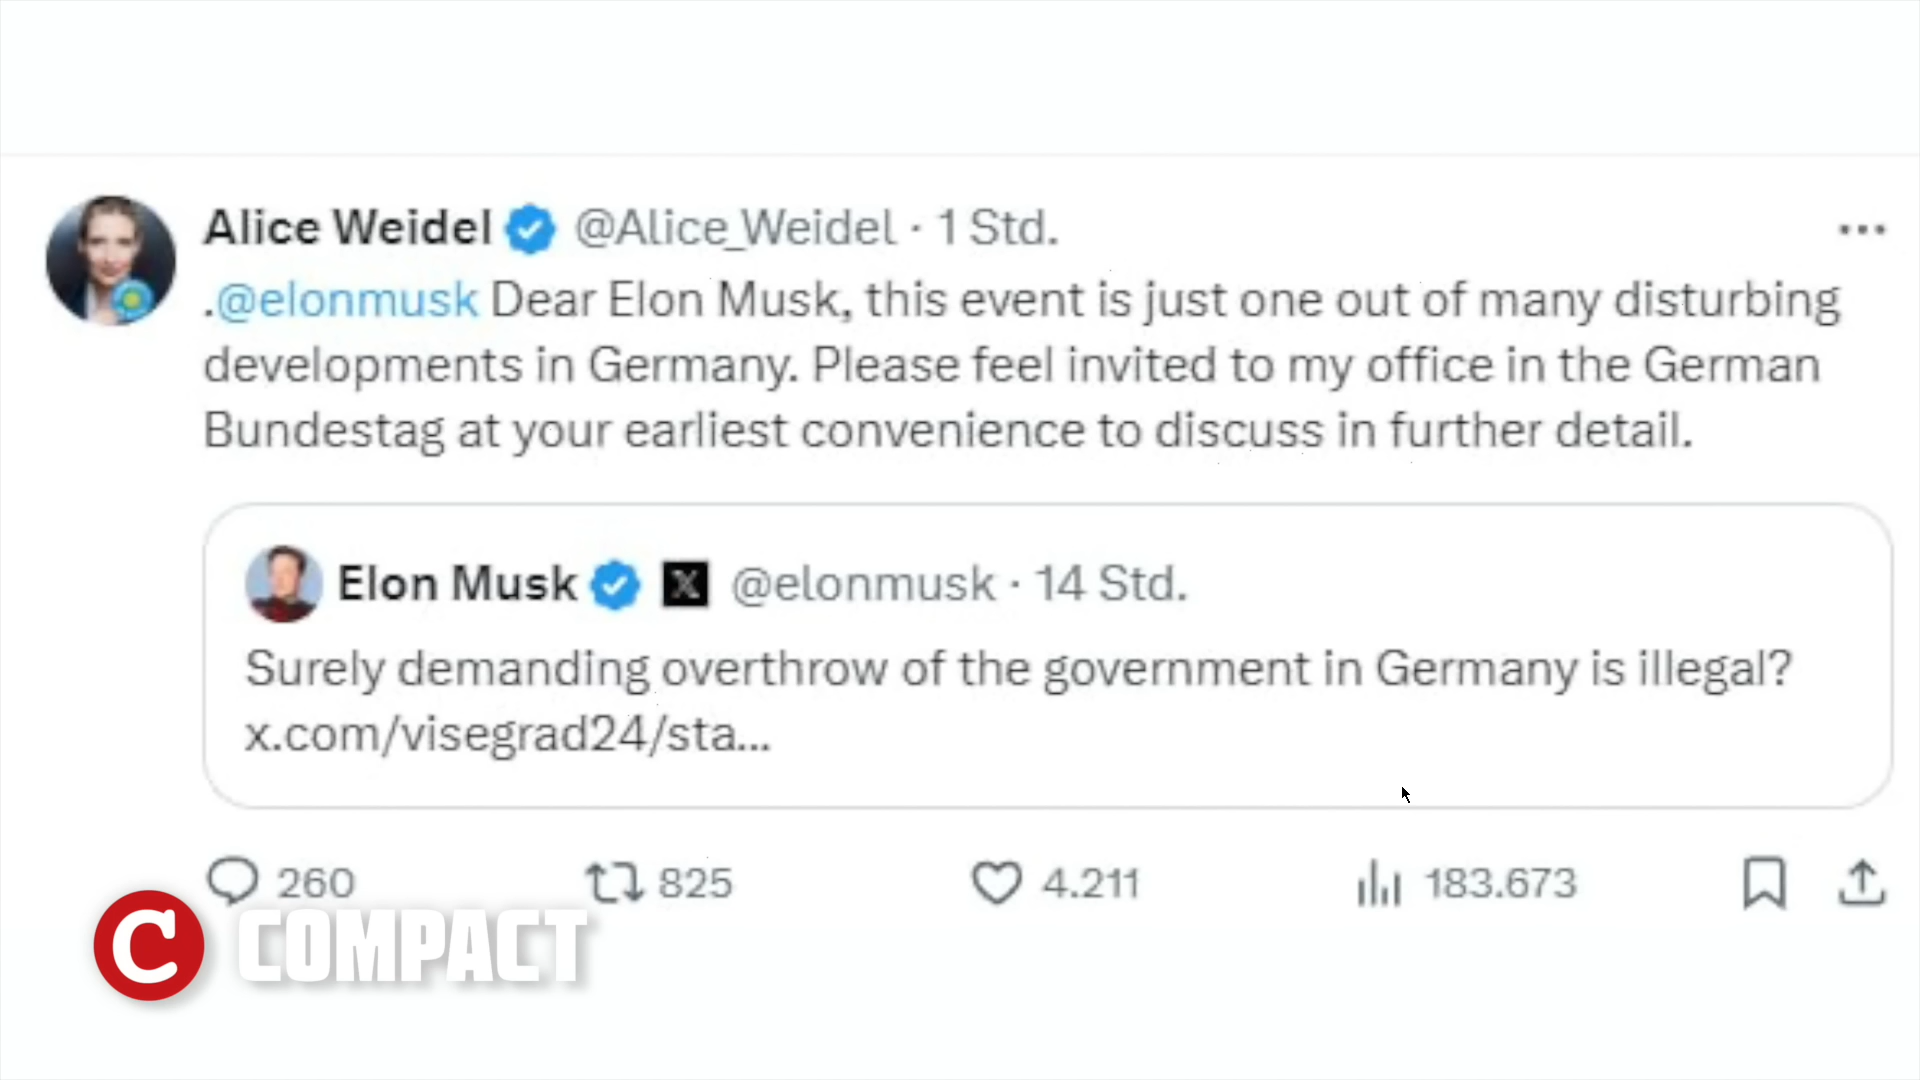 Alice Weidel @Alice_Weidel · 1 Std.
.@elonmusk Dear Elon Musk, this event is just one out of many disturbing
developments in Germany. Please feel invited to my office in the German
Bundestag at your earliest convenience to discuss in further detail.
Elon Musk X @elonmusk · 14 Std.
Surely demanding overthrow of the government in Germany is illegal?
x.com/visegrad24/sta...
260 825 4.211 183.673
C COMPACT